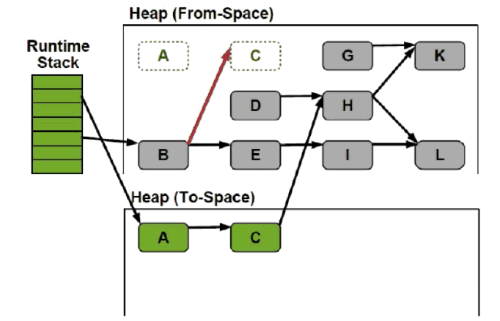 Heap (From-Space)
Runtime
Stack
A
C
G
K
D
H
B
E
I
L
Heap (To-Space)
A
C